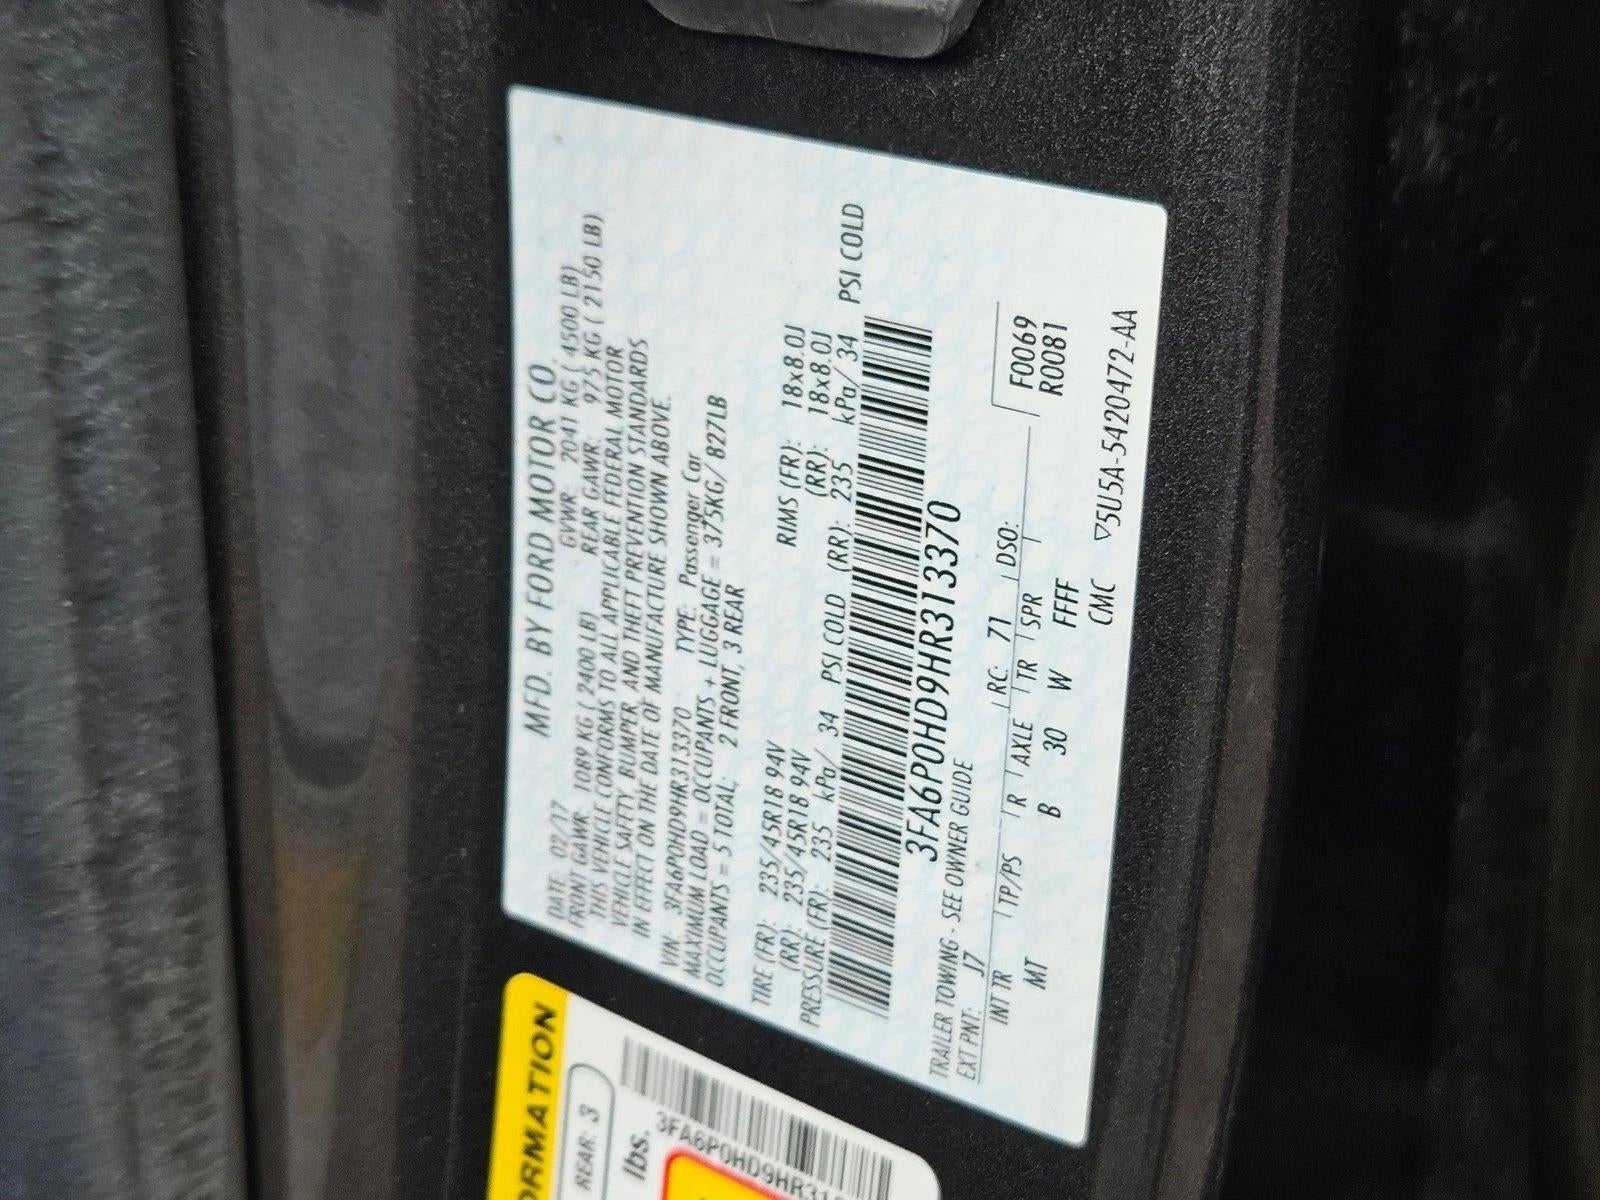 MFD. BY FORD MOTOR CO.
DATE: 02/17 GVWR: 2041 KG ( 4500 LB)
FRONT GAWR: 1089 KG ( 2400 LB) REAR GAWR: 975 KG ( 2150 LB)
THIS VEHICLE CONFORMS TO ALL APPLICABLE FEDERAL MOTOR
VEHICLE SAFETY, BUMPER, AND THEFT PREVENTION STANDARDS
IN EFFECT ON THE DATE OF MANUFACTURE SHOWN ABOVE.
VIN: 3FA6P0HD9HR313370 TYPE: Passenger Car
MAXIMUM LOAD = OCCUPANTS + LUGGAGE = 375KG/ 827LB
OCCUPANTS = 5 TOTAL; 2 FRONT, 3 REAR
TIRE (FR): 235/45R18 94V RIMS (FR): 18x8.0J
(RR): 235/45R18 94V (RR): 18x8.0J
PRESSURE (FR): 235 kPa/ 34 PSI COLD (RR): 235 kPa/ 34 PSI COLD
3FA6P0HD9HR313370
TRAILER TOWING - SEE OWNER GUIDE
EXT PNT: J7 RC: 71 DSO: F0069
INT TR TP/PS R AXLE TR SPR R0081
MT B 30 W FFFF
CMC ▽5U5A-5420472-AA
ORMATION
REAR: 3
lbs.
3FA6P0HD9HR31